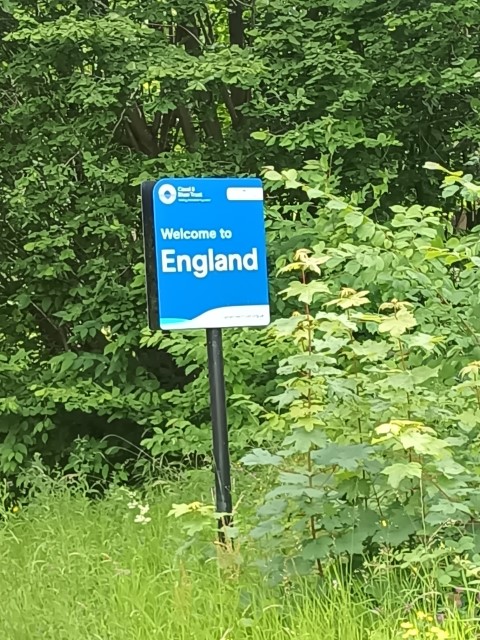 Canal &
River Trust
Welcome to
England